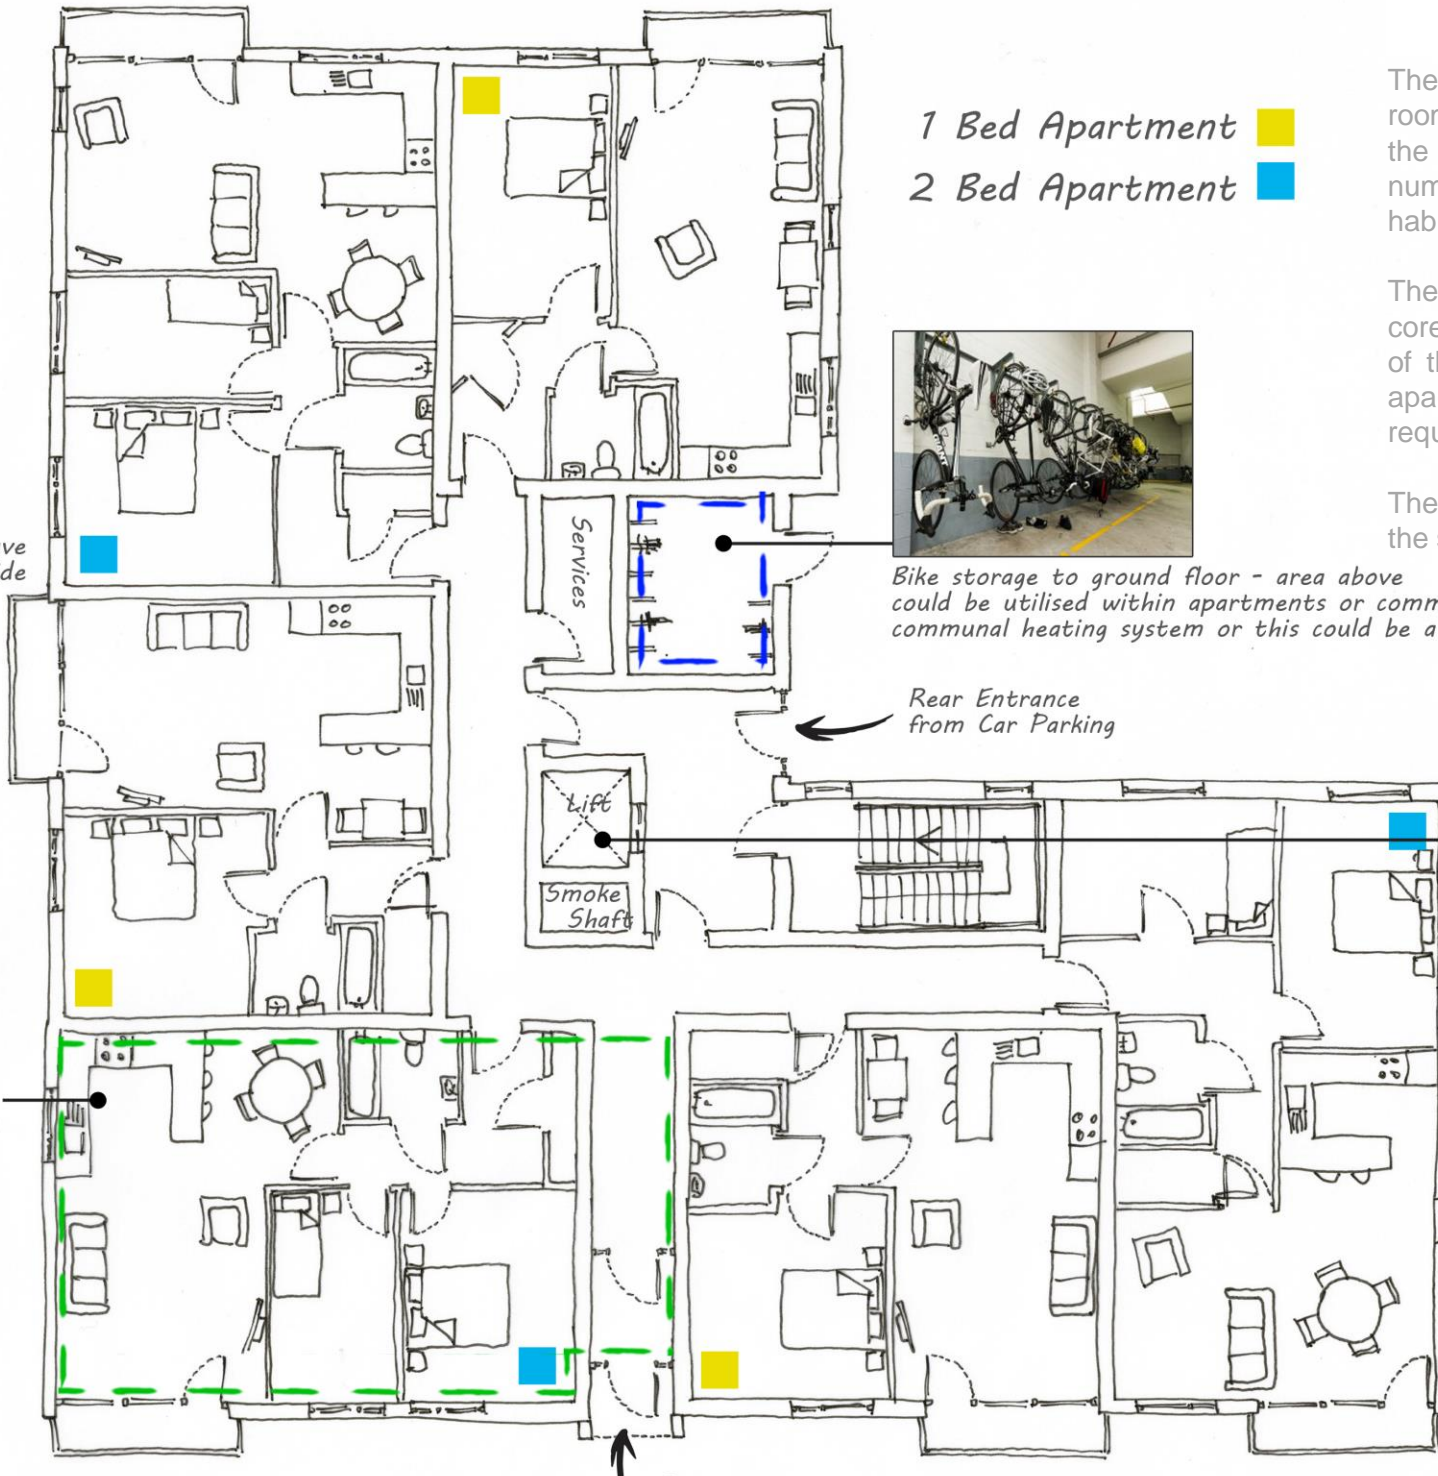 1 Bed Apartment
2 Bed Apartment
The
room
the
num
hab
The
core
of th
apa
requ
The
the s
ve
de
Services
Bike storage to ground floor - area above
could be utilised within apartments or comm
communal heating system or this could be a
Rear Entrance
from Car Parking
Lift
Smoke
Shaft